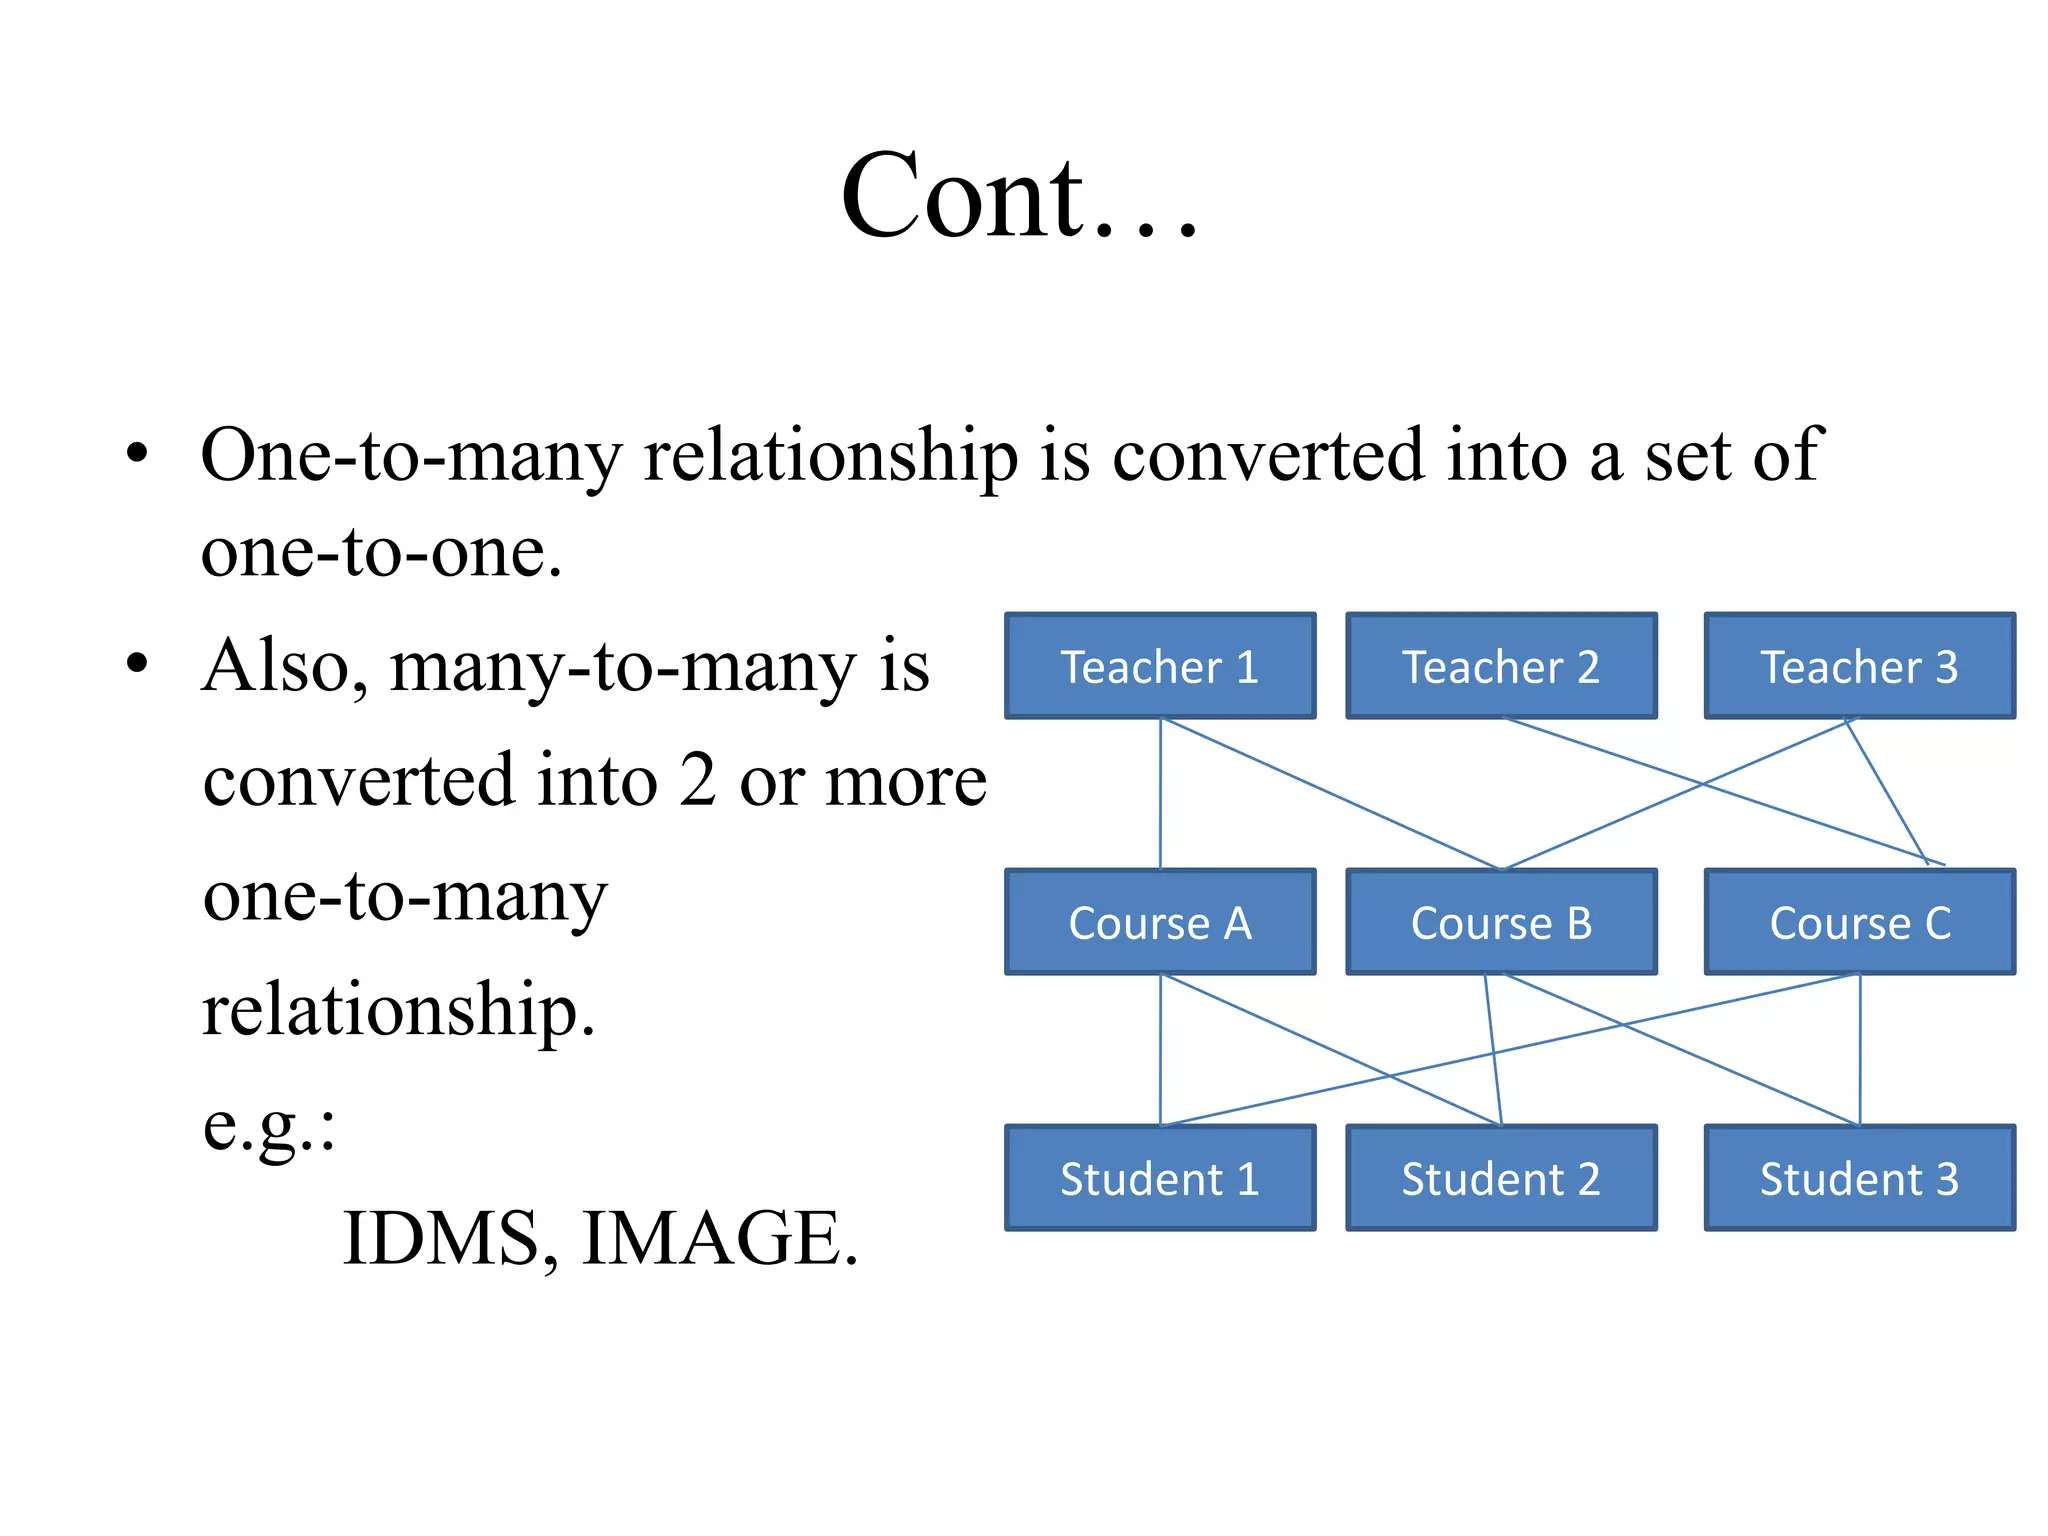 Cont…
• One-to-many relationship is converted into a set of
one-to-one.
• Also, many-to-many is
converted into 2 or more
one-to-many
relationship.
e.g.:
IDMS, IMAGE.
Teacher 1 Teacher 2 Teacher 3
Course A Course B Course C
Student 1 Student 2 Student 3